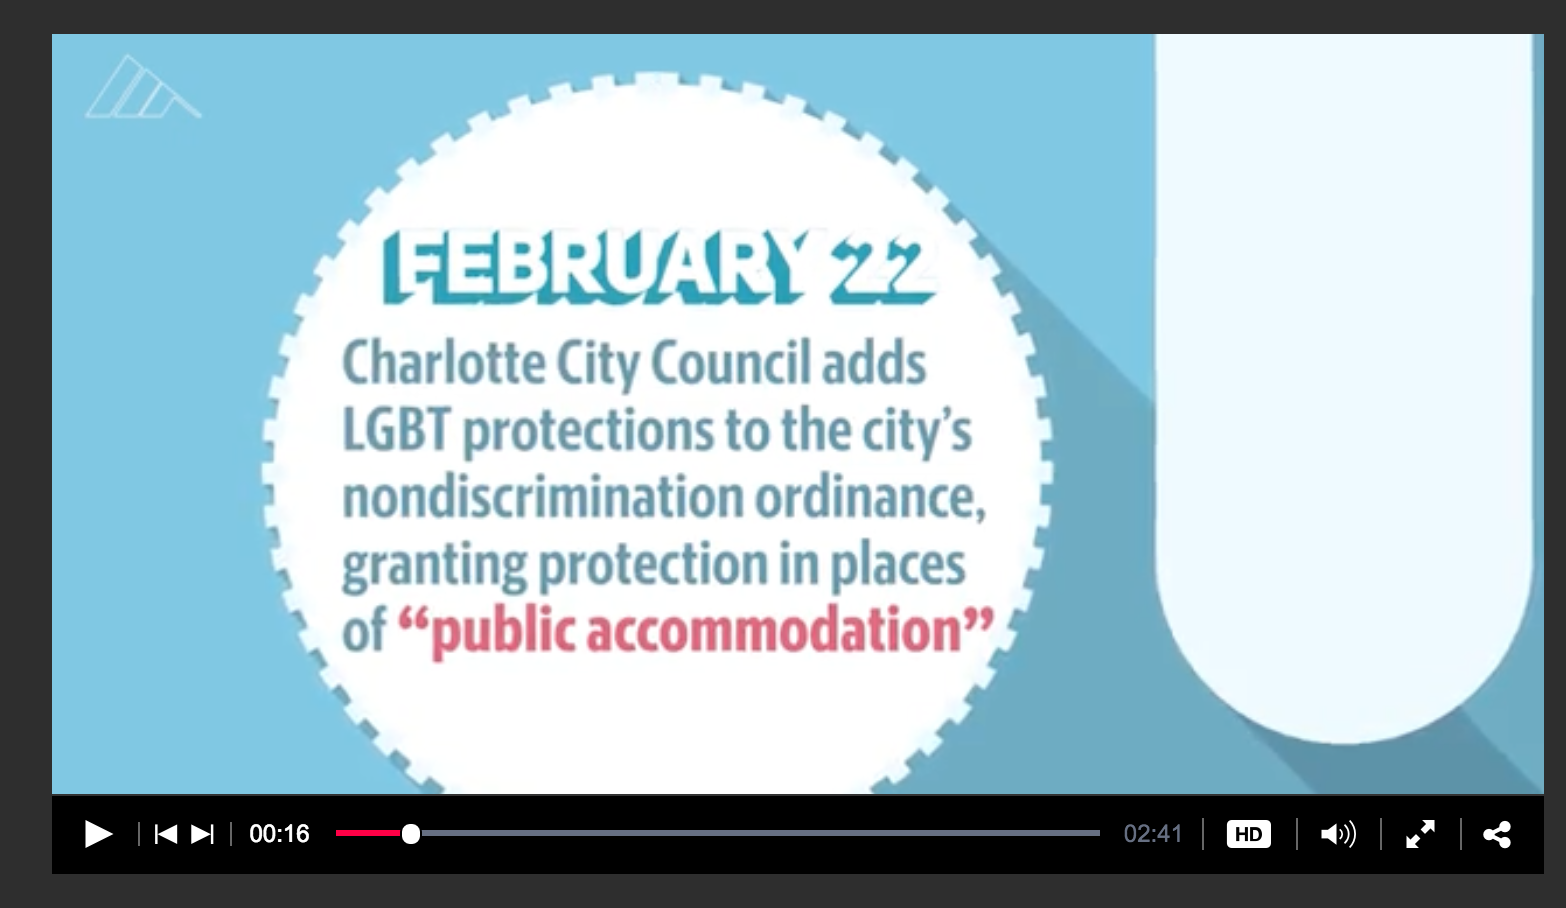 FEBRUARY 22
Charlotte City Council adds
LGBT protections to the city’s
nondiscrimination ordinance,
granting protection in places
of “public accommodation”
00:16
02:41
HD